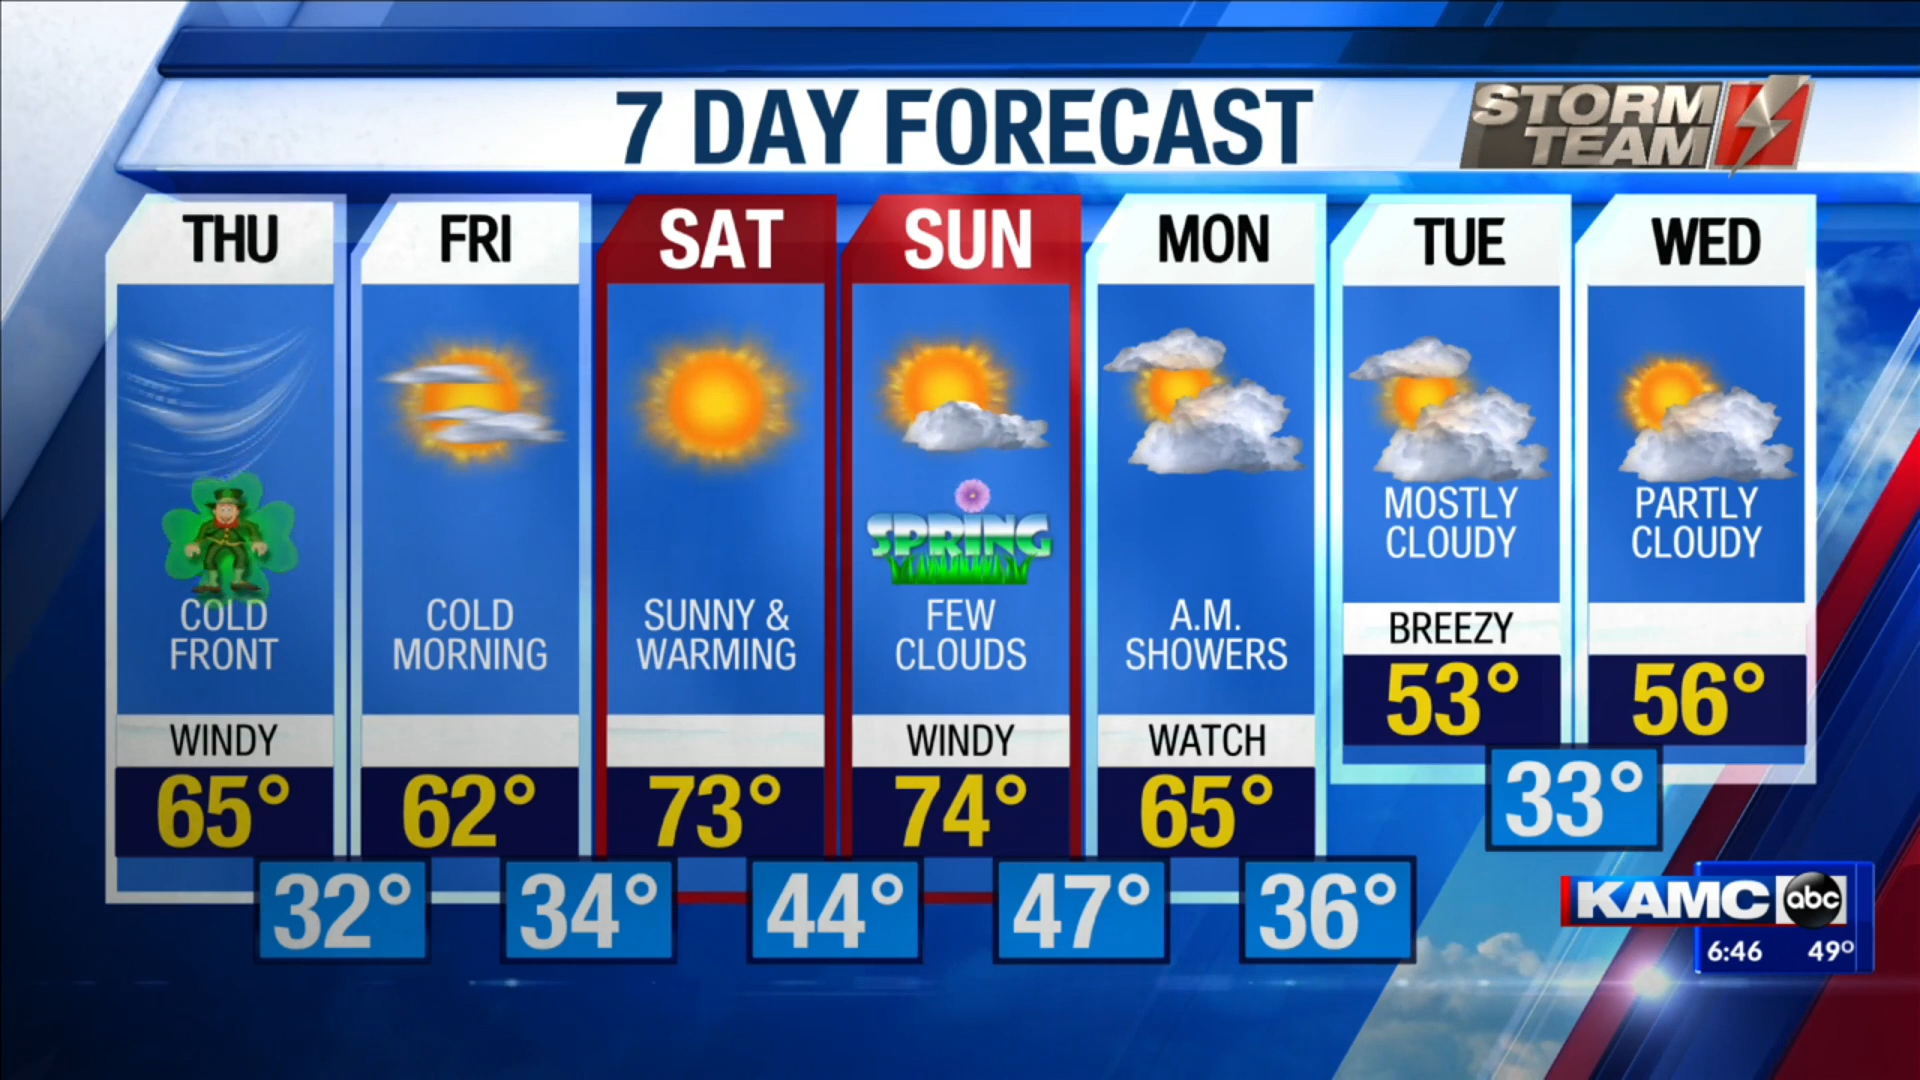 7 DAY FORECAST
STORM
TEAM
THU
COLD
FRONT
WINDY
65°
FRI
COLD
MORNING
62°
SAT
SUNNY &
WARMING
73°
SUN
SPRING
FEW
CLOUDS
WINDY
74°
MON
A.M.
SHOWERS
WATCH
65°
TUE
MOSTLY
CLOUDY
BREEZY
53°
WED
PARTLY
CLOUDY
56°
32°
34°
44°
47°
36°
33°
KAMC abc
6:46 49°